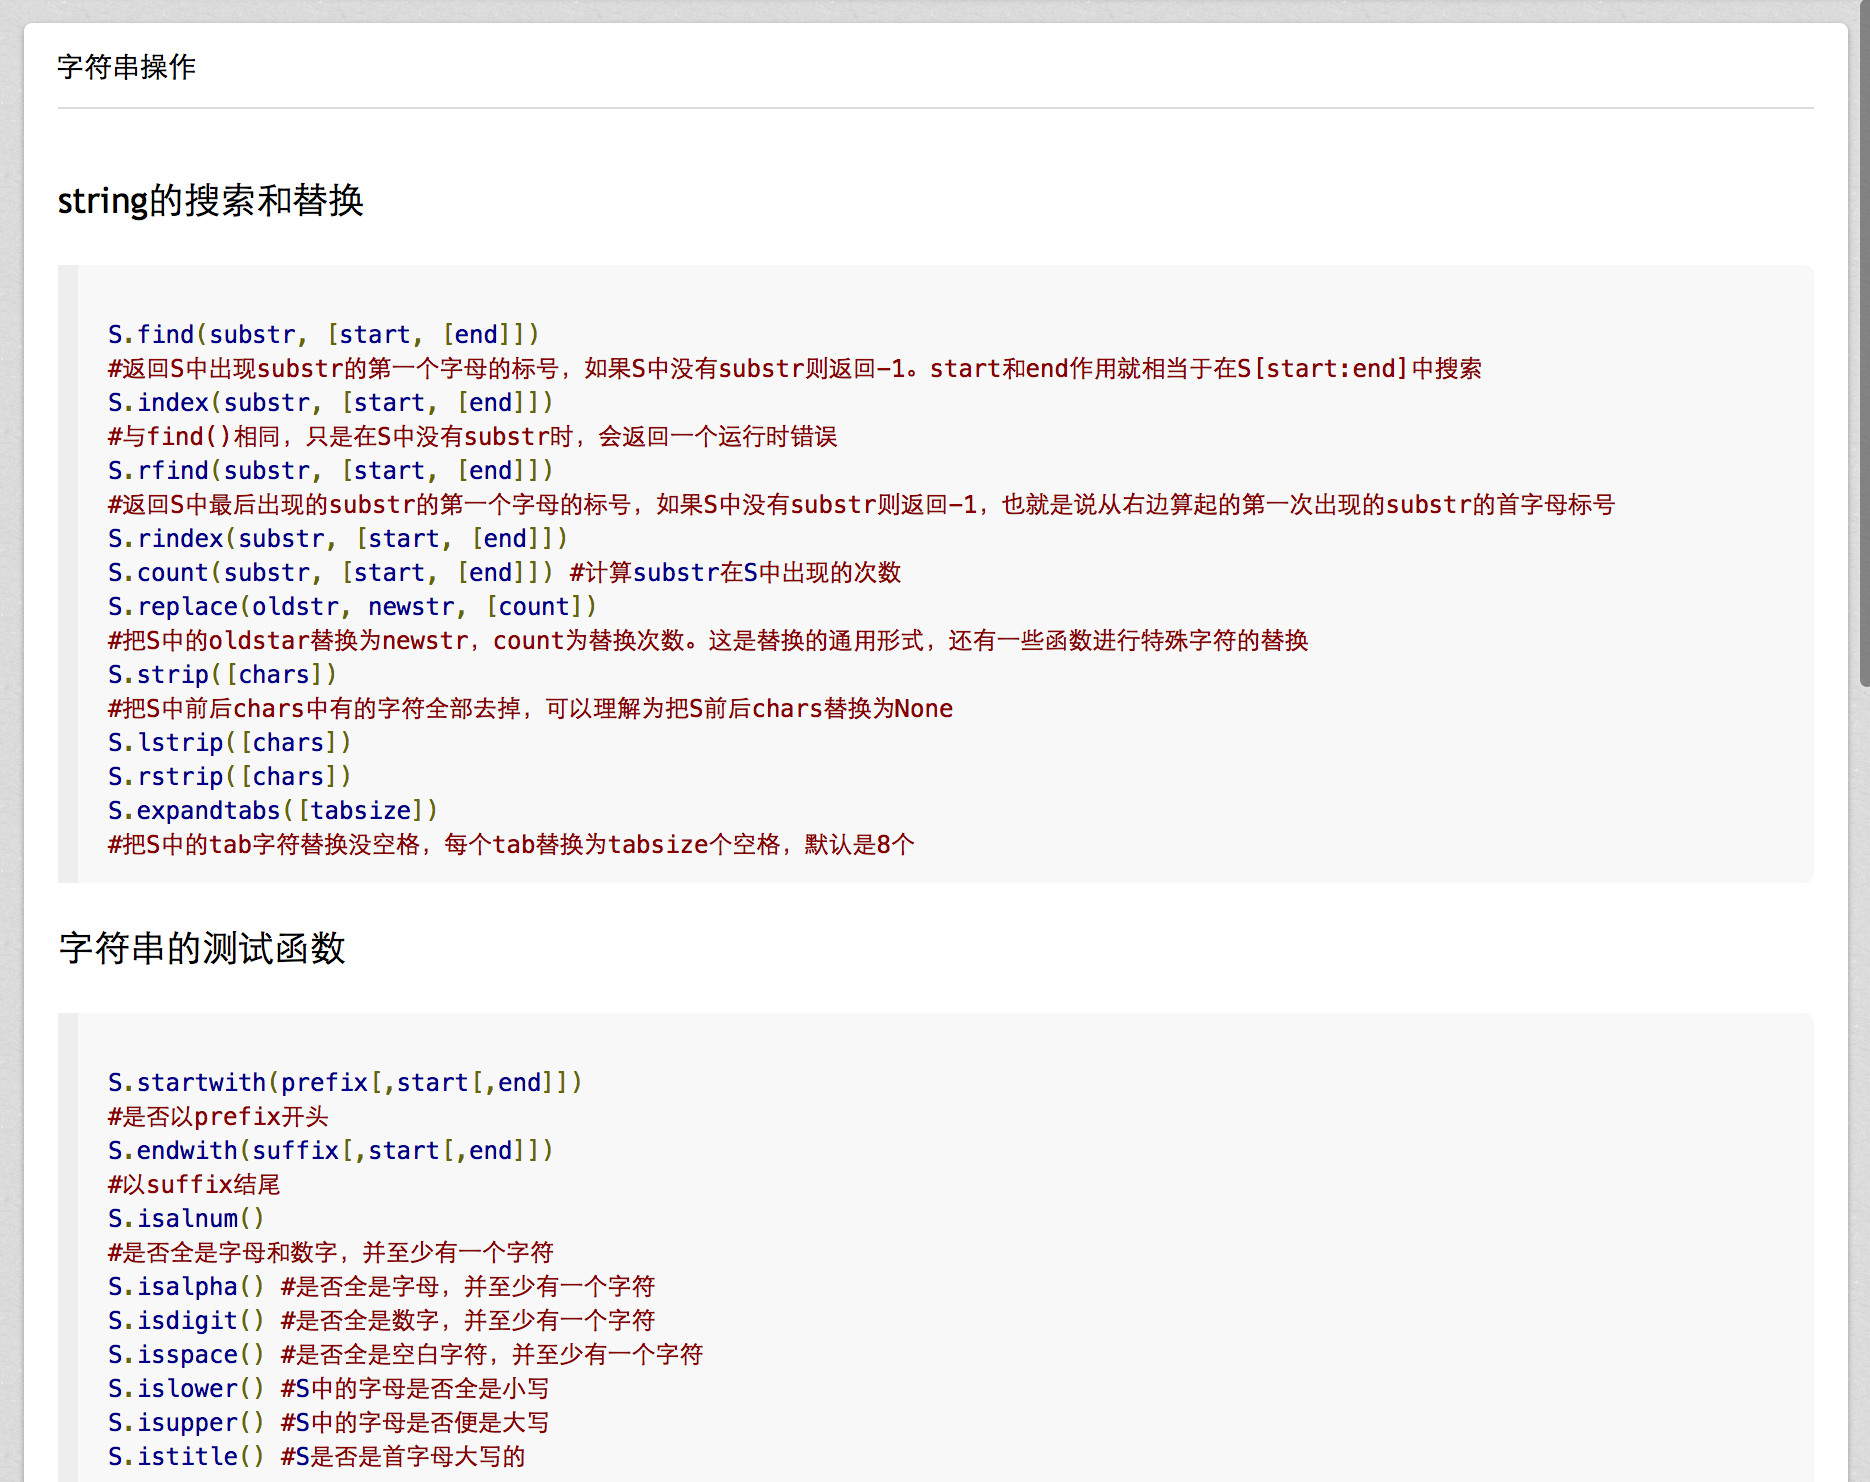 字符串操作
string的搜索和替换
S.find(substr, [start, [end]])
#返回S中出现substr的第一个字母的标号，如果S中没有substr则返回-1。start和end作用就相当于在S[start:end]中搜索
S.index(substr, [start, [end]])
#与find()相同，只是在S中没有substr时，会返回一个运行时错误
S.rfind(substr, [start, [end]])
#返回S中最后出现的substr的第一个字母的标号，如果S中没有substr则返回-1，也就是说从右边算起的第一次出现的substr的首字母标号
S.rindex(substr, [start, [end]])
S.count(substr, [start, [end]]) #计算substr在S中出现的次数
S.replace(oldstr, newstr, [count])
#把S中的oldstar替换为newstr，count为替换次数。这是替换的通用形式，还有一些函数进行特殊字符的替换
S.strip([chars])
#把S中前后chars中有的字符全部去掉，可以理解为把S前后chars替换为None
S.lstrip([chars])
S.rstrip([chars])
S.expandtabs([tabsize])
#把S中的tab字符替换没空格，每个tab替换为tabsize个空格，默认是8个
字符串的测试函数
S.startwith(prefix[,start[,end]])
#是否以prefix开头
S.endwith(suffix[,start[,end]])
#以suffix结尾
S.isalnum()
#是否全是字母和数字，并至少有一个字符
S.isalpha() #是否全是字母，并至少有一个字符
S.isdigit() #是否全是数字，并至少有一个字符
S.isspace() #是否全是空白字符，并至少有一个字符
S.islower() #S中的字母是否全是小写
S.isupper() #S中的字母是否便是大写
S.istitle() #S是否是首字母大写的